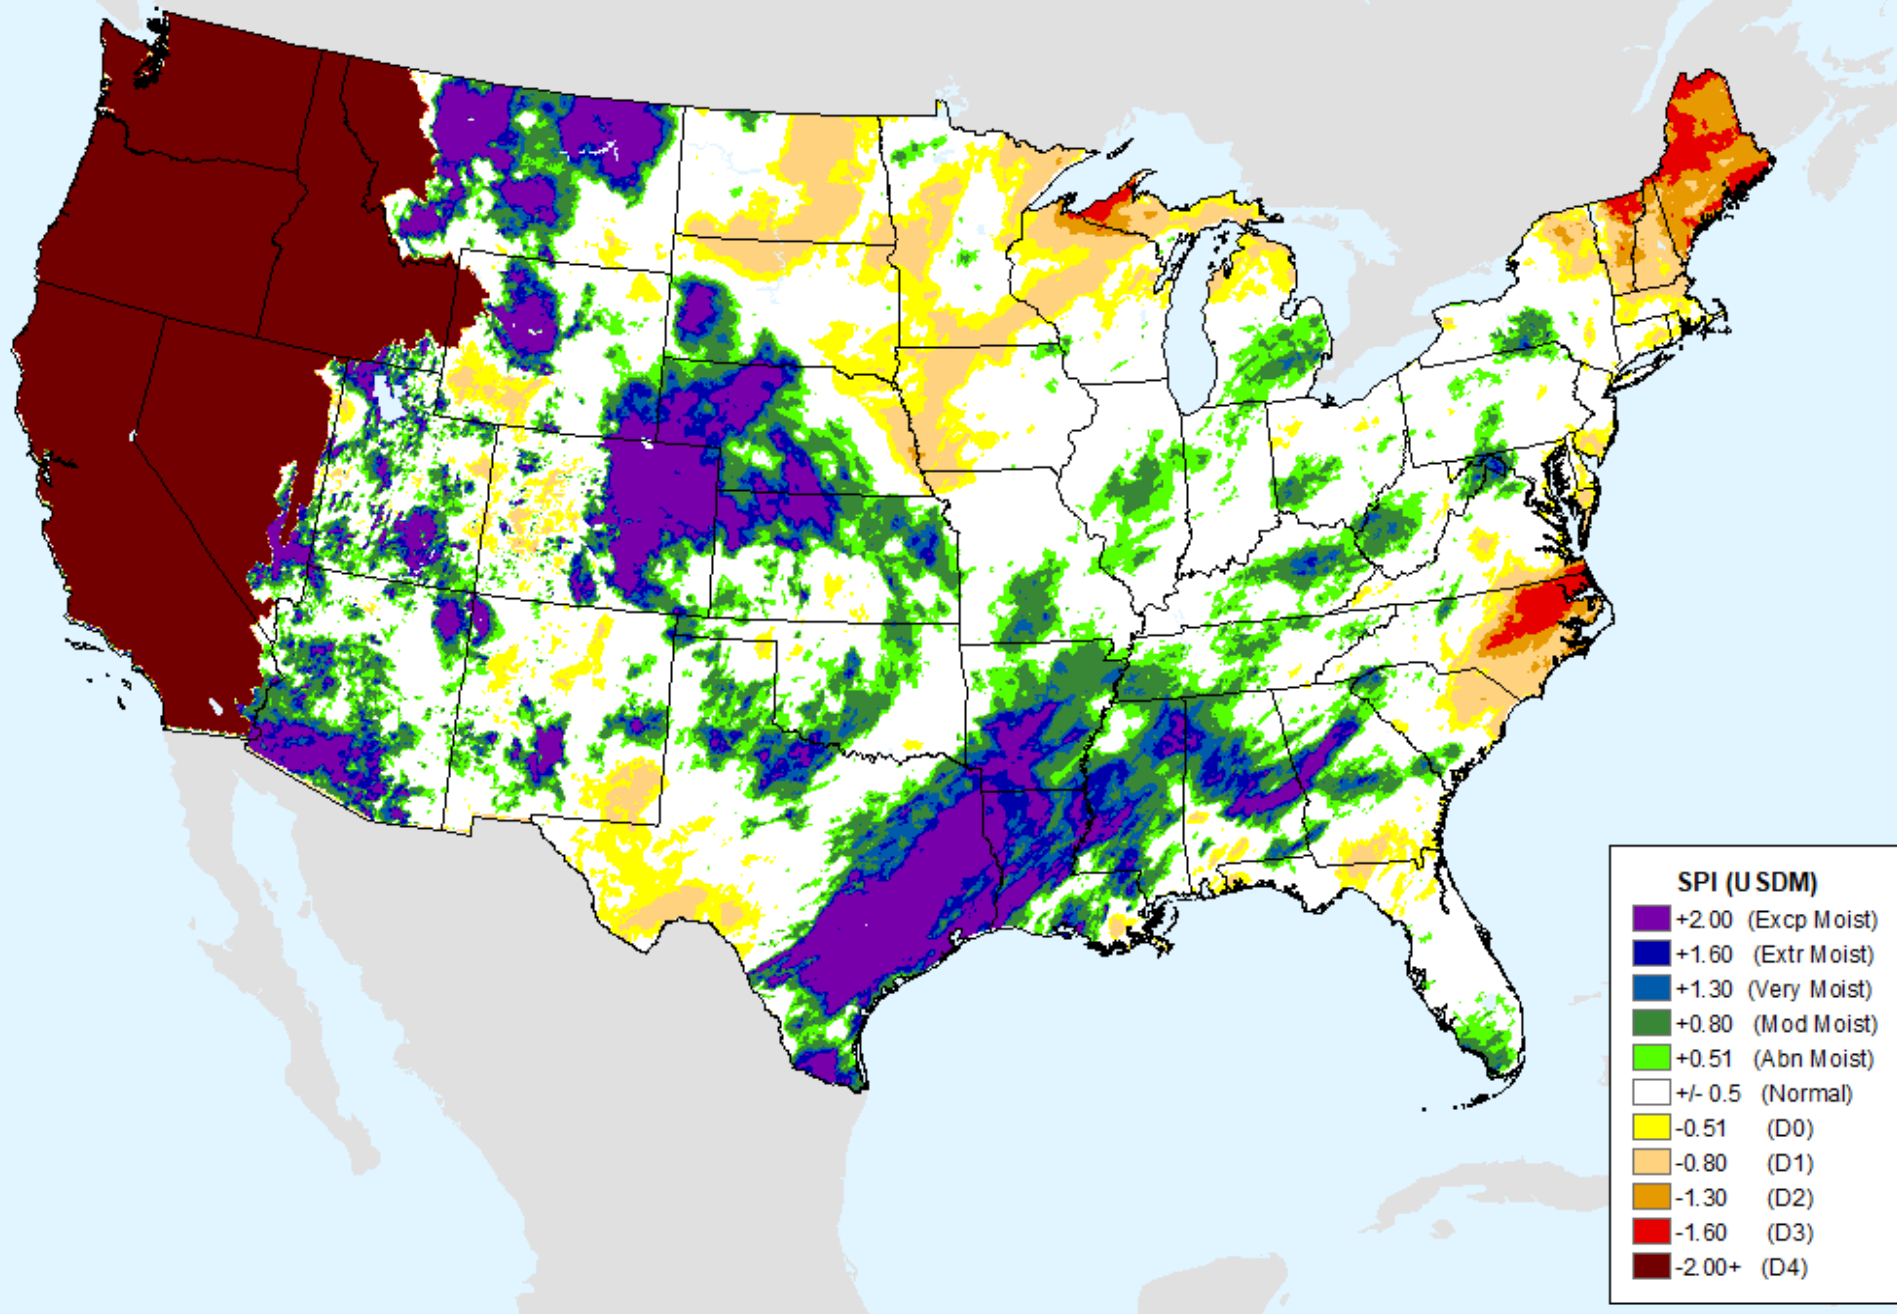 SPI (USDM)
+2.00 (Excp Moist)
+1.60 (Extr Moist)
+1.30 (Very Moist)
+0.80 (Mod Moist)
+0.51 (Abn Moist)
+/- 0.5 (Normal)
-0.51 (D0)
-0.80 (D1)
-1.30 (D2)
-1.60 (D3)
-2.00+ (D4)